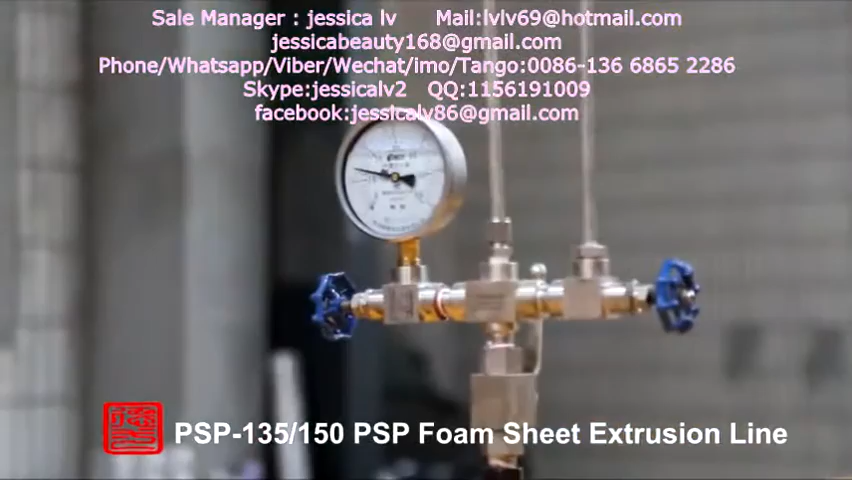 Sale Manager : jessica lv Mail:lvlv69@hotmail.com
jessicabeauty168@gmail.com
Phone/Whatsapp/Viber/Wechat/imo/Tango:0086-136 6865 2286
Skype:jessicalv2 QQ:1156191009
facebook:jessicalv86@gmail.com
PSP-135/150 PSP Foam Sheet Extrusion Line